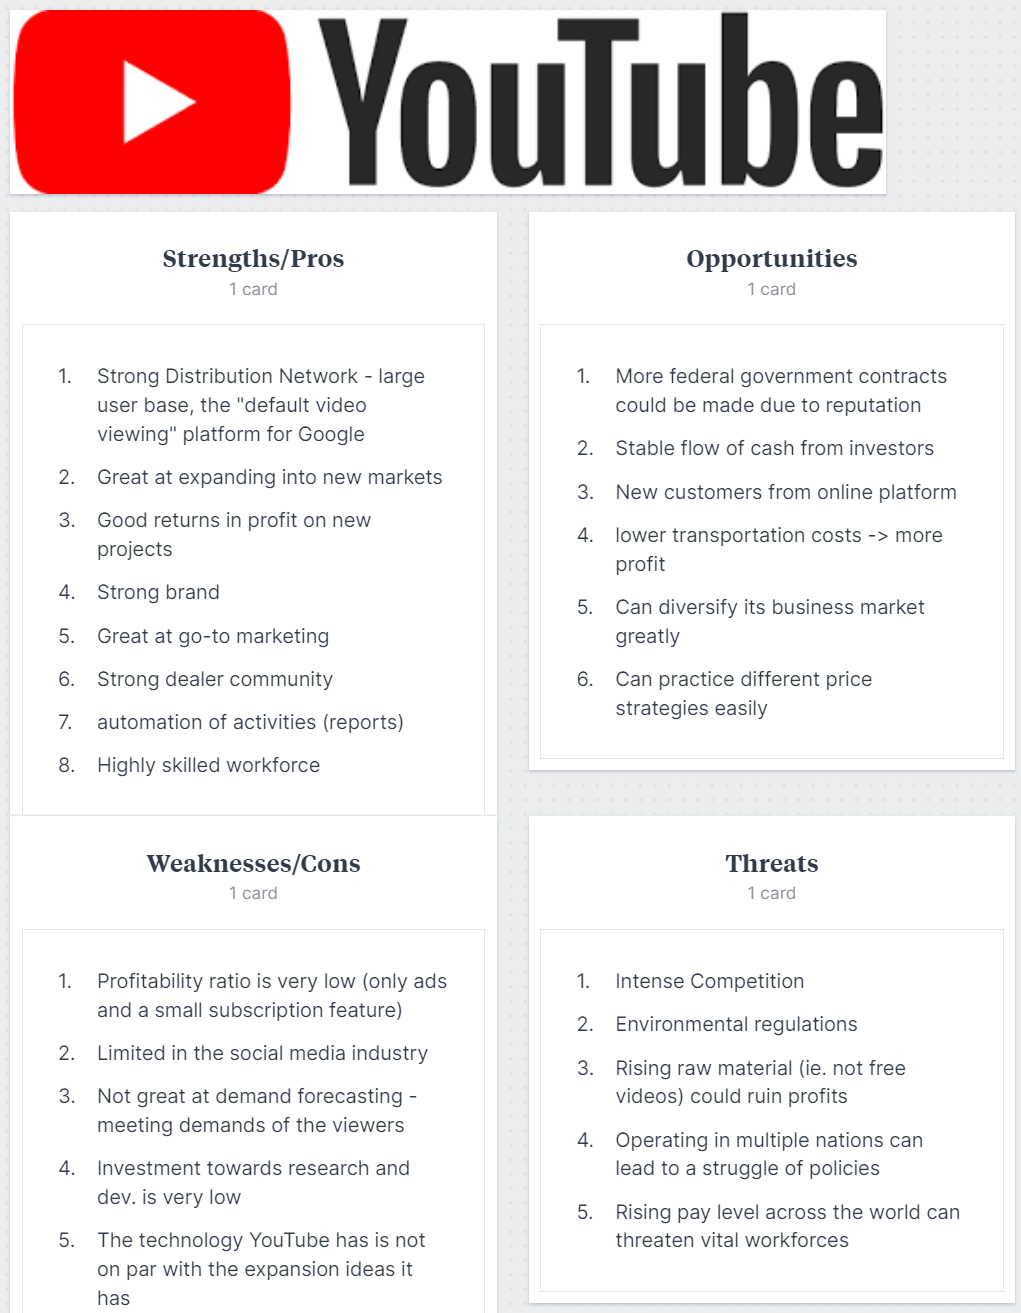 YouTube
Strengths/Pros
1 card
1. Strong Distribution Network - large
user base, the "default video
viewing" platform for Google
2. Great at expanding into new markets
3. Good returns in profit on new
projects
4. Strong brand
5. Great at go-to marketing
6. Strong dealer community
7. automation of activities (reports)
8. Highly skilled workforce
Opportunities
1 card
1. More federal government contracts
could be made due to reputation
2. Stable flow of cash from investors
3. New customers from online platform
4. lower transportation costs -> more
profit
5. Can diversify its business market
greatly
6. Can practice different price
strategies easily
Weaknesses/Cons
1 card
1. Profitability ratio is very low (only ads
and a small subscription feature)
2. Limited in the social media industry
3. Not great at demand forecasting -
meeting demands of the viewers
4. Investment towards research and
dev. is very low
5. The technology YouTube has is not
on par with the expansion ideas it
has
Threats
1 card
1. Intense Competition
2. Environmental regulations
3. Rising raw material (ie. not free
videos) could ruin profits
4. Operating in multiple nations can
lead to a struggle of policies
5. Rising pay level across the world can
threaten vital workforces